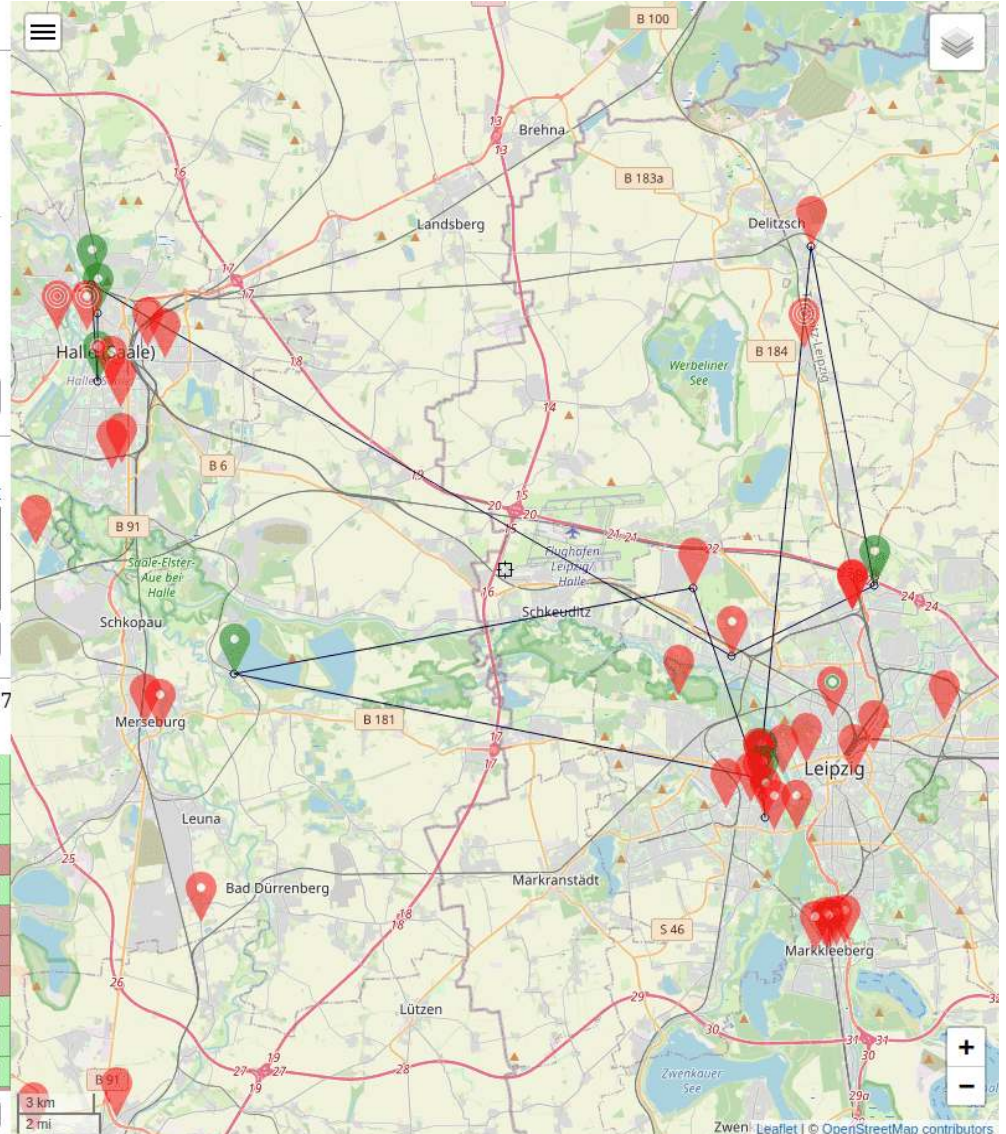 B 100
13
Brehna
13
16
B 183a
Landsberg
Delitzsch
17
17
Halle (Saale)
18
B 184
Werbeliner
See
14
B 6
19
15
20
20
15
B 91
21 21
22
Flughafen
Leipzig/
Halle
Saale-Elster-
Aue bei
Halle
16
24
24
Schkeuditz
Schkopau
7
B 181
Merseburg
17
17
Leipzig
Leuna
25
Bad Dürrenberg
Markranstädt
18
18
S 46
Markkleeberg
26
29
32
Lützen
30
19
27
27
28
19
31
31
30
Zwenkauer
See
B 91
29a
+
−
3 km
2 mi
Zwen
Leaflet | © OpenStreetMap contributors